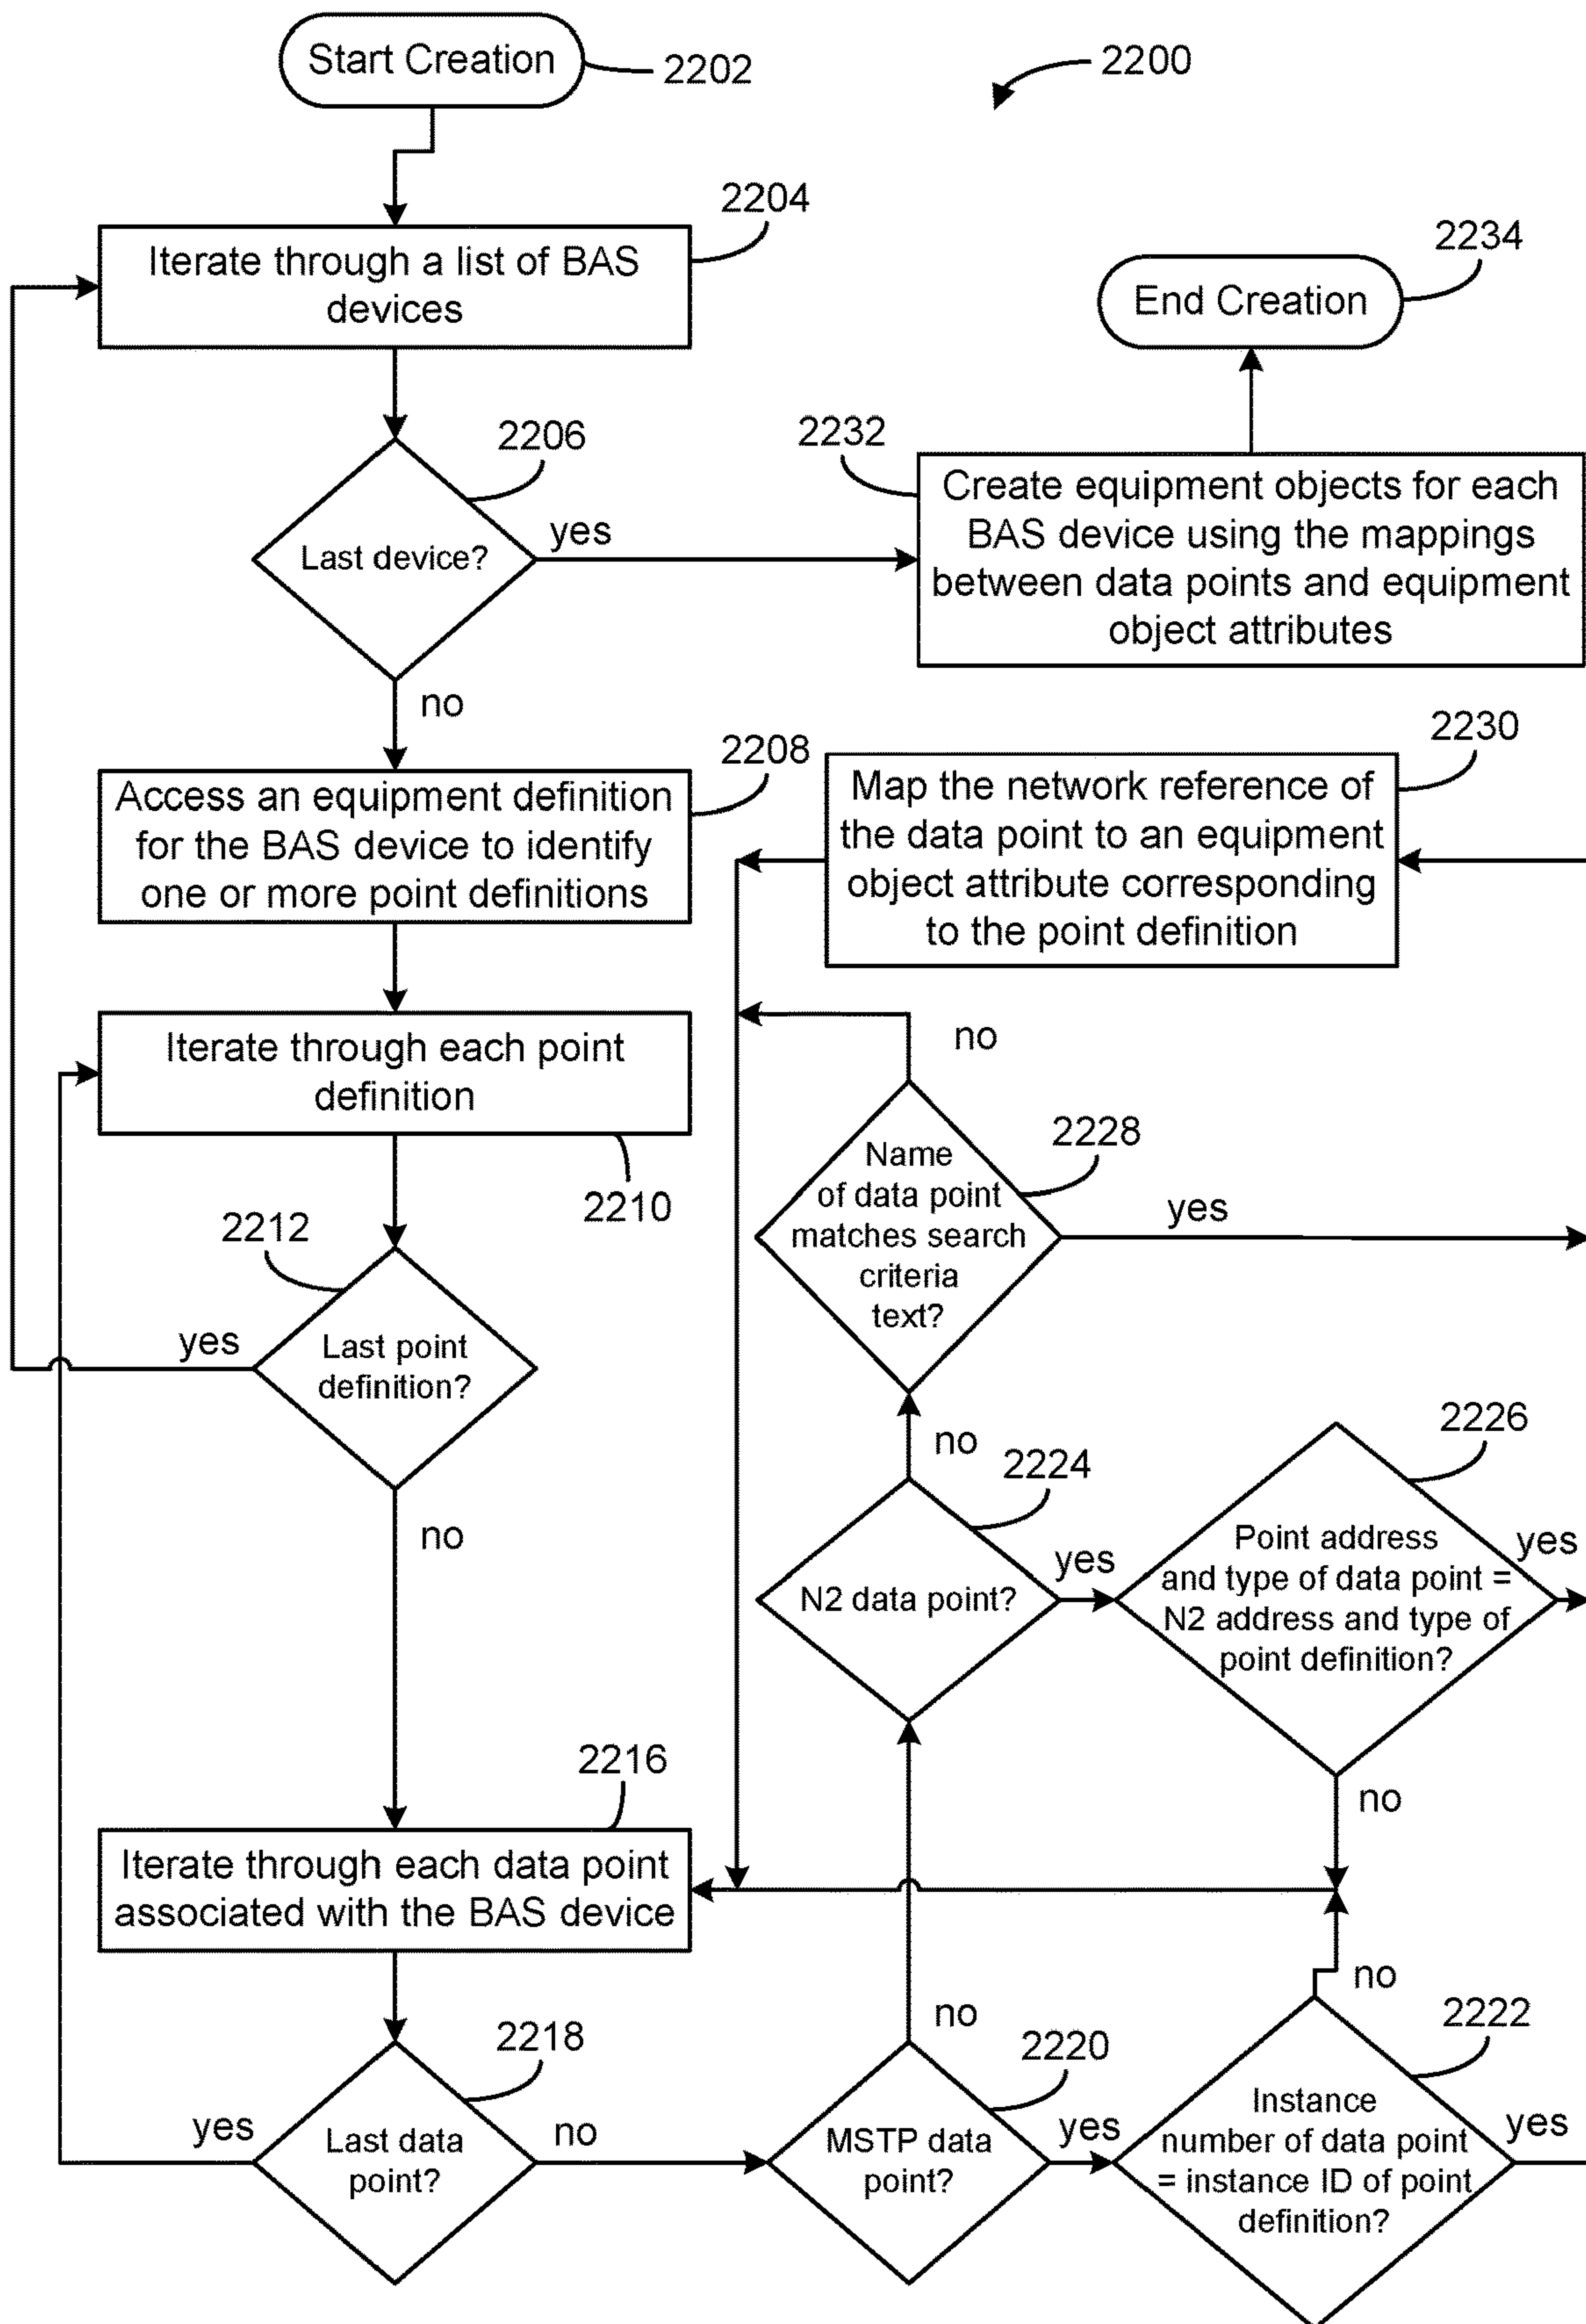 Start Creation
2202
2200
2204
Iterate through a list of BAS
devices
2234
End Creation
2206
Last device?
yes
no
2232
Create equipment objects for each
BAS device using the mappings
between data points and equipment
object attributes
2208
Access an equipment definition
for the BAS device to identify
one or more point definitions
2230
Map the network reference of
the data point to an equipment
object attribute corresponding
to the point definition
Iterate through each point
definition
2210
no
2228
Name
of data point
matches search
criteria
text?
yes
2212
Last point
definition?
yes
no
no
2224
N2 data point?
yes
2226
Point address
and type of data point =
N2 address and type of
point definition?
yes
no
2216
Iterate through each data point
associated with the BAS device
2218
Last data
point?
yes
no
no
2220
MSTP data
point?
yes
no
2222
Instance
number of data point
= instance ID of point
definition?
yes